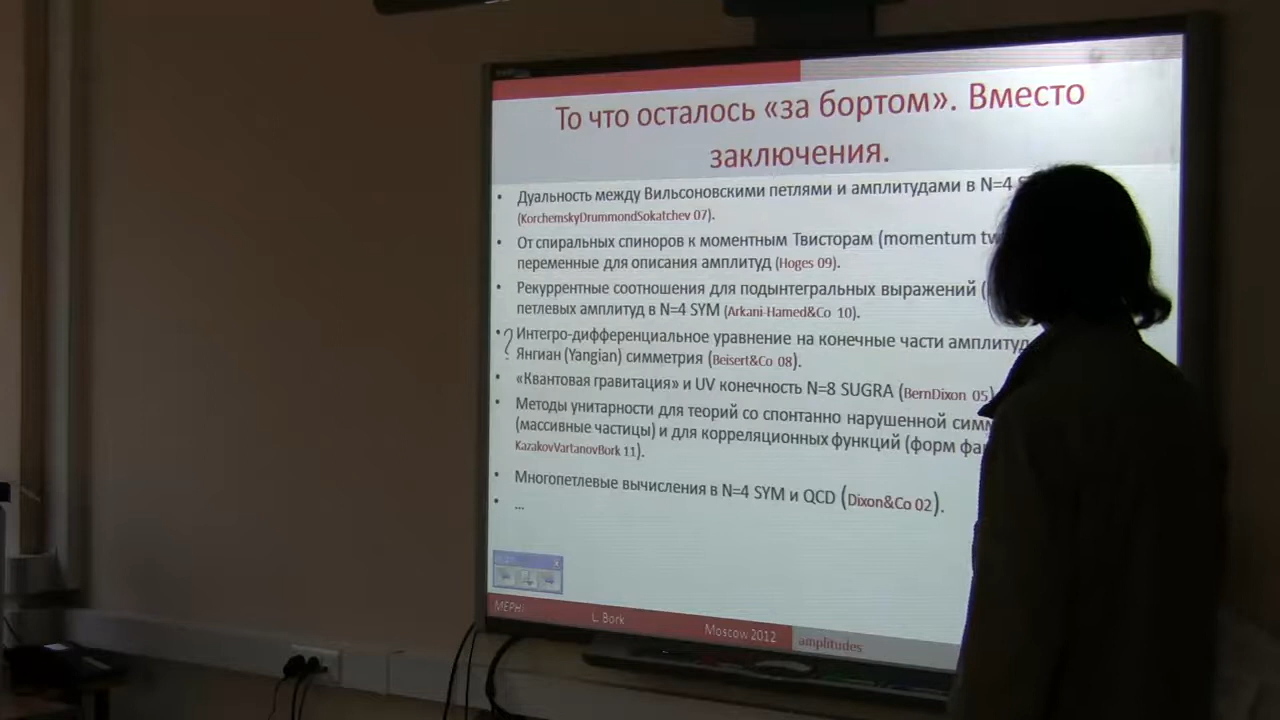 То что осталось «за бортом». Вместо
заключения.
• Дуальность между Вильсоновскими петлями и амплитудами в N=4
(KorchemskyDrummondSokatchev 07).
• От спиральных спиноров к моментным Твисторам (momentum tw
переменные для описания амплитуд (Hoges 09).
• Рекуррентные соотношения для подынтегральных выражений (
петлевых амплитуд в N=4 SYM (Arkani-Hamed&Co 10).
• Интегро-дифференциальное уравнение на конечные части амплитуд
? Янгиан (Yangian) симметрия (Beisert&Co 08).
• «Квантовая гравитация» и UV конечность N=8 SUGRA (BernDixon 05)
• Методы унитарности для теорий со спонтанно нарушенной симм
(массивные частицы) и для корреляционных функций (форм фа
KazakovVartanovBork 11).
• Многопетлевые вычисления в N=4 SYM и QCD (Dixon&Co 02).
• ...
MEPHI L. Bork Moscow 2012 amplitudes